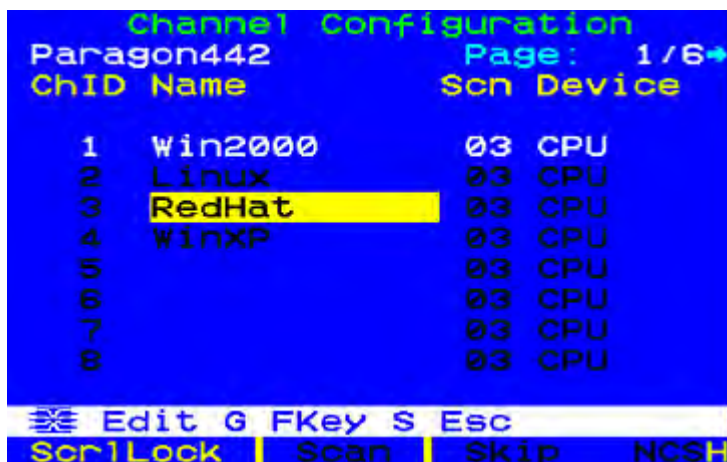 Channel Configuration
Paragon442 Page: 1/6
ChID Name Scn Device
1 Win2000 03 CPU
2 Linux 03 CPU
3 RedHat 03 CPU
4 WinXP 03 CPU
5 03 CPU
6 03 CPU
7 03 CPU
8 03 CPU
Edit G FKey S Esc
ScrlLock Scan Skip NCSH